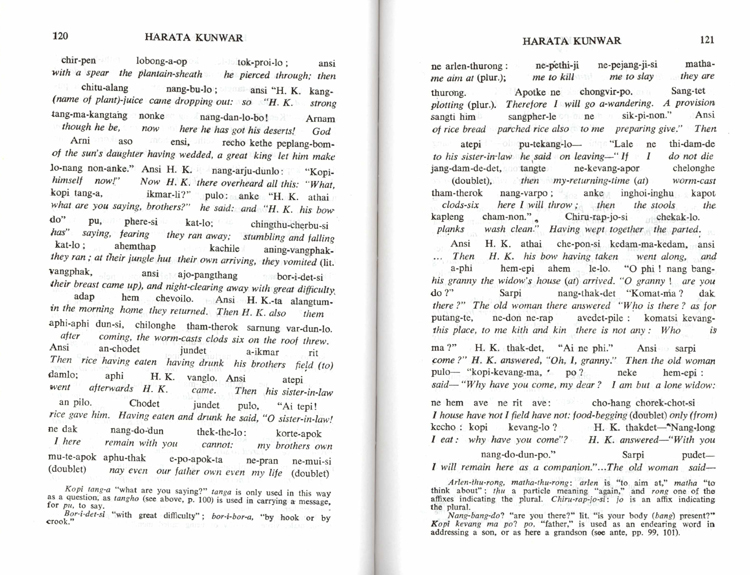 120 HARATA KUNWAR
chir-pen lobong-a-op tok-proi-lo ; ansi
with a spear the plantain-sheath he pierced through; then
chitu-alang nang-bu-lo ; ansi “H. K. kang-
(name of plant)-juice came dropping out: so “H. K. strong
tang-ma-kangtang nonke nang-dan-lo-bo! Arnam
though he be, now here he has got his deserts! God
Arni aso ensi, recho kethe peplang-bom-
of the sun's daughter having wedded, a great king let him make
lo-nang non-anke.” Ansi H. K. nang-arju-dunlo: “Kopi-
himself now!” Now H. K. there overheard all this: “What,
kopi tang-a, ikmar-li?” pulo: anke “H. K. athai
what are you saying, brothers?” he said: and “H. K. his bow
do” pu, phere-si kat-lo; chingthu-cherbu-si
has” saying, fearing they ran away; stumbling and falling
kat-lo ; ahemthap kachile aning-vangphak-
they ran ; at their jungle hut their own arriving, they vomited (lit.
vangphak, ansi ajo-pangthang bor-i-det-si
their breast came up), and night-clearing away with great difficulty
adap hem chevoilo. Ansi H. K.-ta alangtum-
in the morning home they returned. Then H. K. also them
aphi-aphi dun-si, chilonghe tham-therok sarnung var-dun-lo.
after coming, the worm-casts clods six on the roof threw.
Ansi an-chodet jundet a-ikmar rit
Then rice having eaten having drunk his brothers field (to)
damlo; aphi H. K. vanglo. Ansi atepi
went afterwards H. K. came. Then his sister-in-law
an pilo. Chodet jundet pulo, “Ai tepi!
rice gave him. Having eaten and drunk he said, “O sister-in-law!
ne dak nang-do-dun thek-the-lo : korte-apok
I here remain with you cannot: my brothers own
mu-te-apok aphu-thak e-po-apok-ta ne-pran ne-mui-si
(doublet) nay even our father own even my life (doublet)
Kopi tang-a “what are you saying?” tanga is only used in this way
as a question, as tangho (see above, p. 100) is used in carrying a message,
for pu, to say.
Bor-i-det-si “with great difficulty” ; bor-i-bor-a, “by hook or by
crook.”
HARATA KUNWAR 121
ne arlen-thurong : ne-pethi-ji ne-pejang-ji-si matha-
me aim at (plur.); me to kill me to slay they are
thurong. Apotke ne chongvir-po. Sang-tet
plotting (plur.). Therefore I will go a-wandering. A provision
sangti him sangpher-le ne sik-pi-non.” Ansi
of rice bread parched rice also to me preparing give.” Then
atepi pu-tekang-lo— “Lale ne thi-dam-de
to his sister-in-law he said on leaving—“If I do not die
jang-dam-de-det, tangte ne-kevang-apor chelonghe
(doublet), then my-returning-time (at) worm-cast
tham-therok nang-varpo ; anke inghoi-inghu kapot
clods-six here I will throw ; then the stools the
kapleng cham-non.” Chiru-rap-jo-si chekak-lo.
planks wash clean.” Having wept together the parted.
Ansi H. K. athai che-pon-si kedam-ma-kedam, ansi
... Then H. K. his bow having taken went along, and
a-phi hem-epi ahem le-lo. “O phi ! nang bang-
his granny the widow's house (at) arrived. “O granny ! are you
do ?” Sarpi nang-thak-det “Komat-ma ? dak
there?” The old woman there answered “Who is there? as for
putang-te, ne-don ne-rap avedet-pile : komatsi kevang-
this place, to me kith and kin there is not any : Who is
ma ?” H. K. thak-det, “Ai ne phi.” Ansi sarpi
come ?” H. K. answered, “Oh, I, granny.” Then the old woman
pulo— “kopi-kevang-ma, po ? neke hem-epi :
said— “Why have you come, my dear ? I am but a lone widow:
ne hem ave ne rit ave: cho-hang chorek-chot-si
I house have not I field have not: food-begging (doublet) only (from)
kecho : kopi kevang-lo ? H. K. thakdet—“Nang-long
I eat : why have you come”? H. K. answered—“With you
nang-do-dun-po.” Sarpi pudet—
I will remain here as a companion.”...The old woman said—
Arlen-thu-rong, matha-thu-rong: arlen is “to aim at,” matha “to
think about” ; thu a particle meaning “again,” and rong one of the
affixes indicating the plural. Chiru-rap-jo-si : jo is an affix indicating
the plural.
Nang-bang-do? “are you there?” lit. “is your body (bang) present?”
Kopi kevang ma po? po, “father,” is used as an endearing word in
addressing a son, or as here a grandson (see ante, pp. 99, 101).